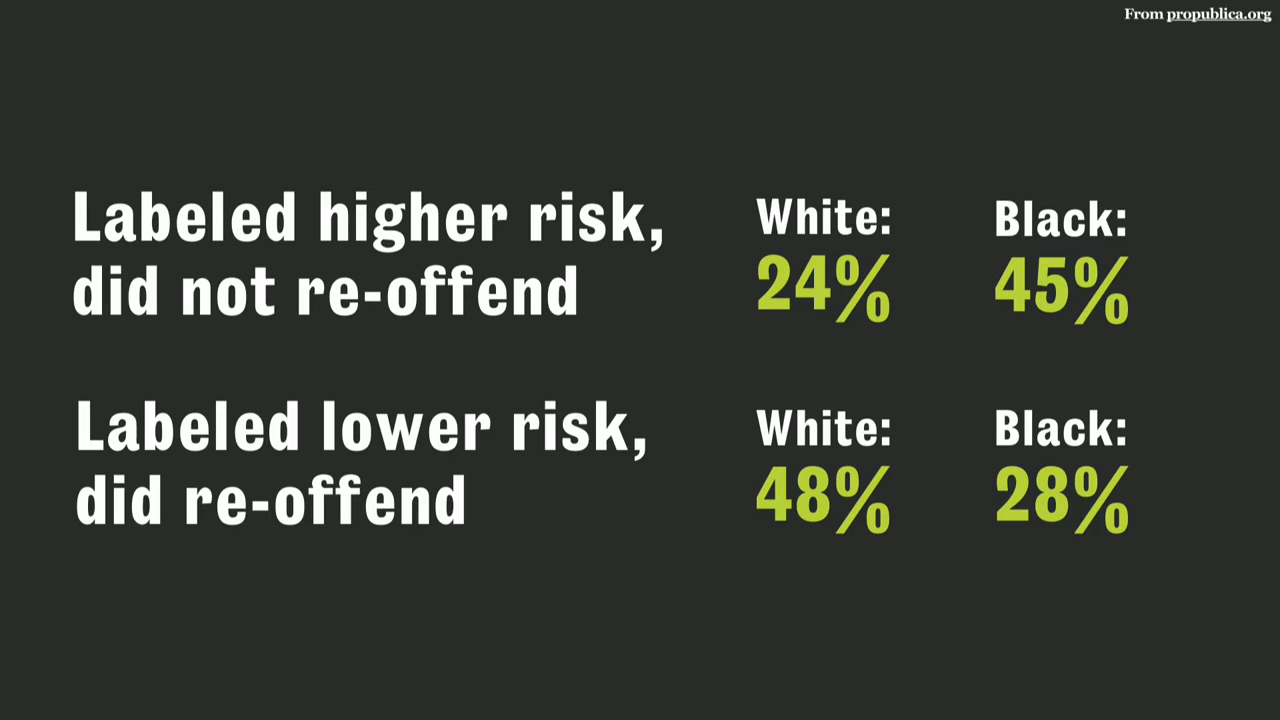 From propublica.org
Labeled higher risk,
did not re-offend
White:
24%
Black:
45%
Labeled lower risk,
did re-offend
White:
48%
Black:
28%